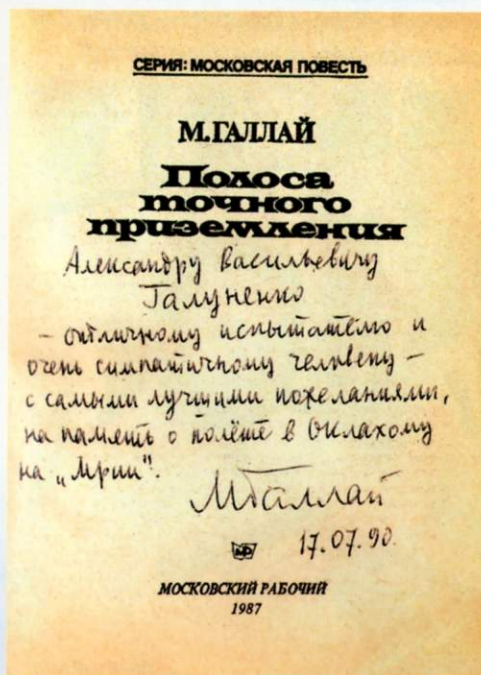 СЕРИЯ: МОСКОВСКАЯ ПОВЕСТЬ
М.ГАЛЛАЙ
Полоса
точного
приземления
Александру Васильевичу
Галуненко
– отличному испытателю и
очень симпатичному человеку –
с самыми лучшими пожеланиями,
на память о полёте в Оклахому
на „Мрии".
МГаллай
17.07.90.
МР
МОСКОВСКИЙ РАБОЧИЙ
1987